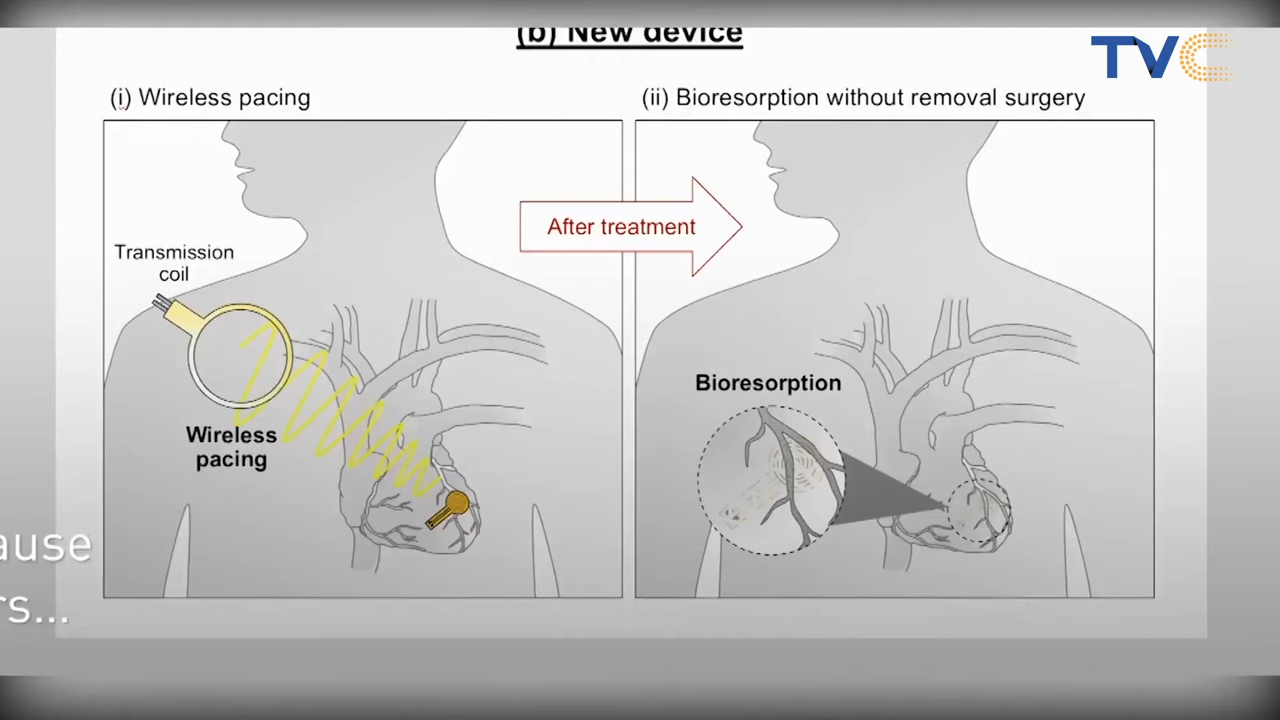 (b) New device
TVC
(i) Wireless pacing
(ii) Bioresorption without removal surgery
After treatment
Transmission
coil
Bioresorption
Wireless
pacing